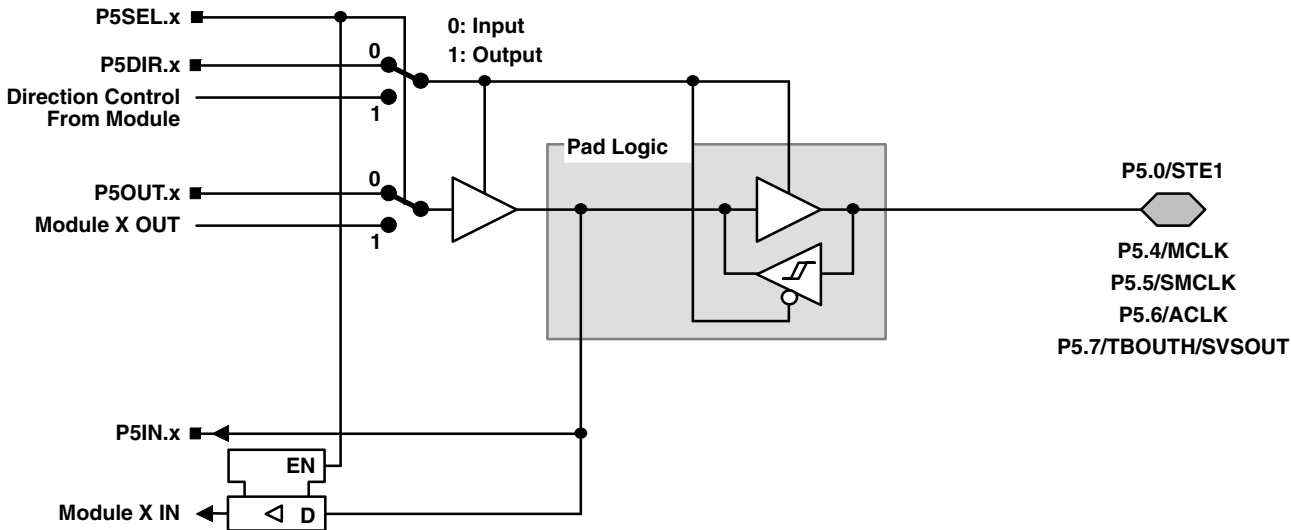 P5SEL.x
0: Input
1: Output
P5DIR.x
0
Direction Control
From Module
1
Pad Logic
P5OUT.x
0
Module X OUT
1
P5.0/STE1
P5.4/MCLK
P5.5/SMCLK
P5.6/ACLK
P5.7/TBOUTH/SVSOUT
P5IN.x
EN
Module X IN
D